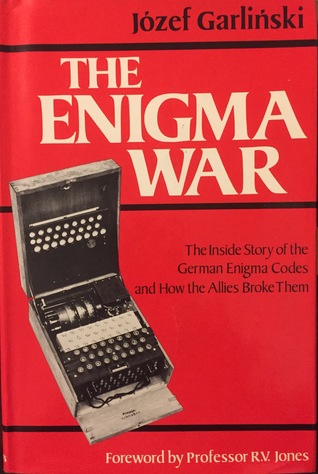 Józef Garliński
THE
ENIGMA
WAR
The Inside Story of the
German Enigma Codes
and How the Allies Broke Them
Foreword by Professor R.V. Jones